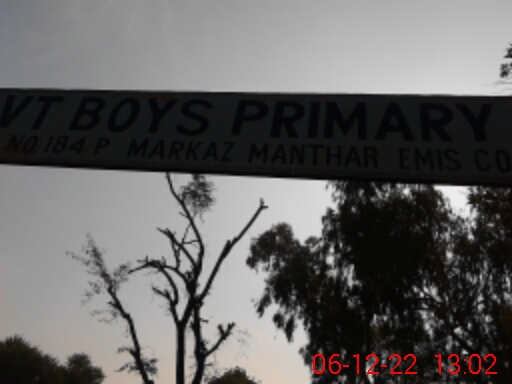 VT BOYS PRIMARY
NO.184/P MARKAZ MANTHAR EMIS CO
06-12-22 13:02